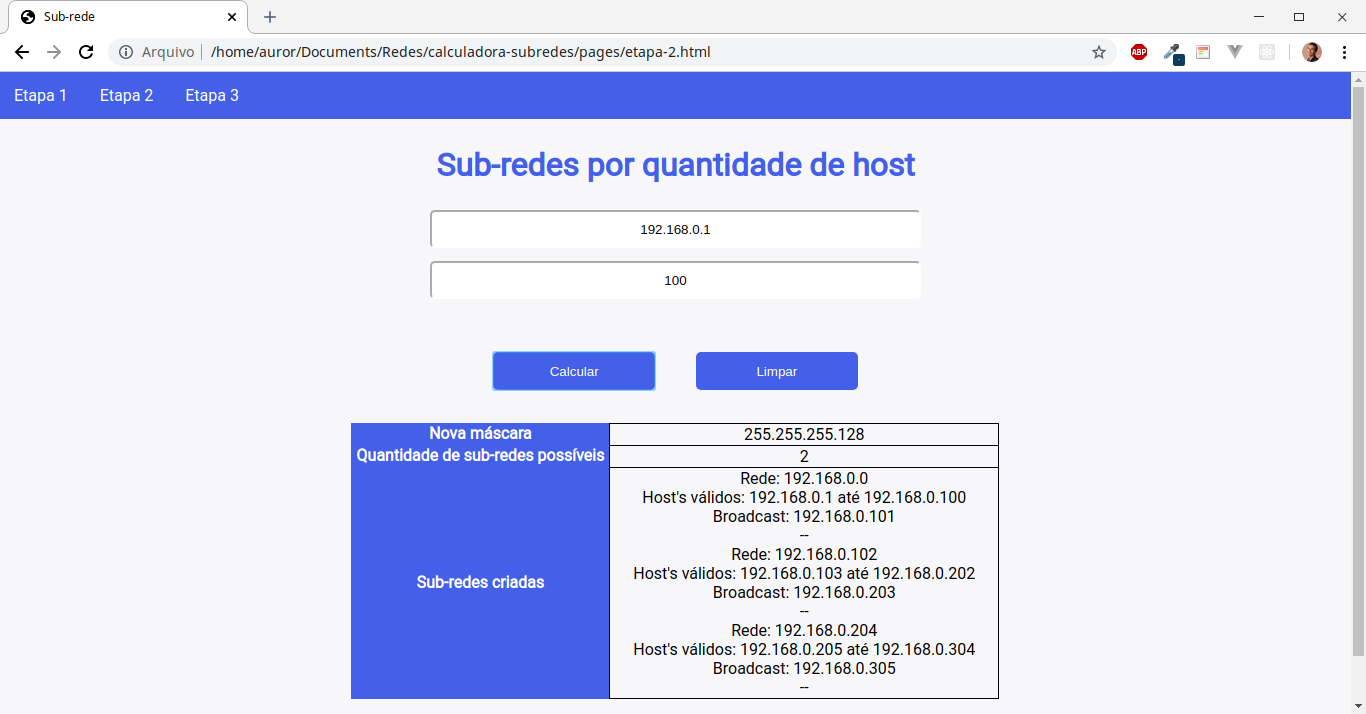 Sub-rede
Arquivo | /home/auror/Documents/Redes/calculadora-subredes/pages/etapa-2.html
ABP
Etapa 1 Etapa 2 Etapa 3
Sub-redes por quantidade de host
192.168.0.1
100
Calcular Limpar
Nova máscara 255.255.255.128
Quantidade de sub-redes possíveis 2
Sub-redes criadas
Rede: 192.168.0.0
Host's válidos: 192.168.0.1 até 192.168.0.100
Broadcast: 192.168.0.101
--
Rede: 192.168.0.102
Host's válidos: 192.168.0.103 até 192.168.0.202
Broadcast: 192.168.0.203
--
Rede: 192.168.0.204
Host's válidos: 192.168.0.205 até 192.168.0.304
Broadcast: 192.168.0.305
--